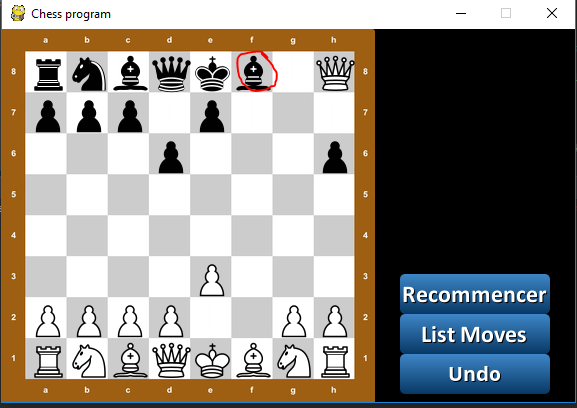 Chess program
a b c d e f g h
8 8
7 7
6 6
5 5
4 4
3 3
2 2
1 1
a b c d e f g h
Recommencer
List Moves
Undo